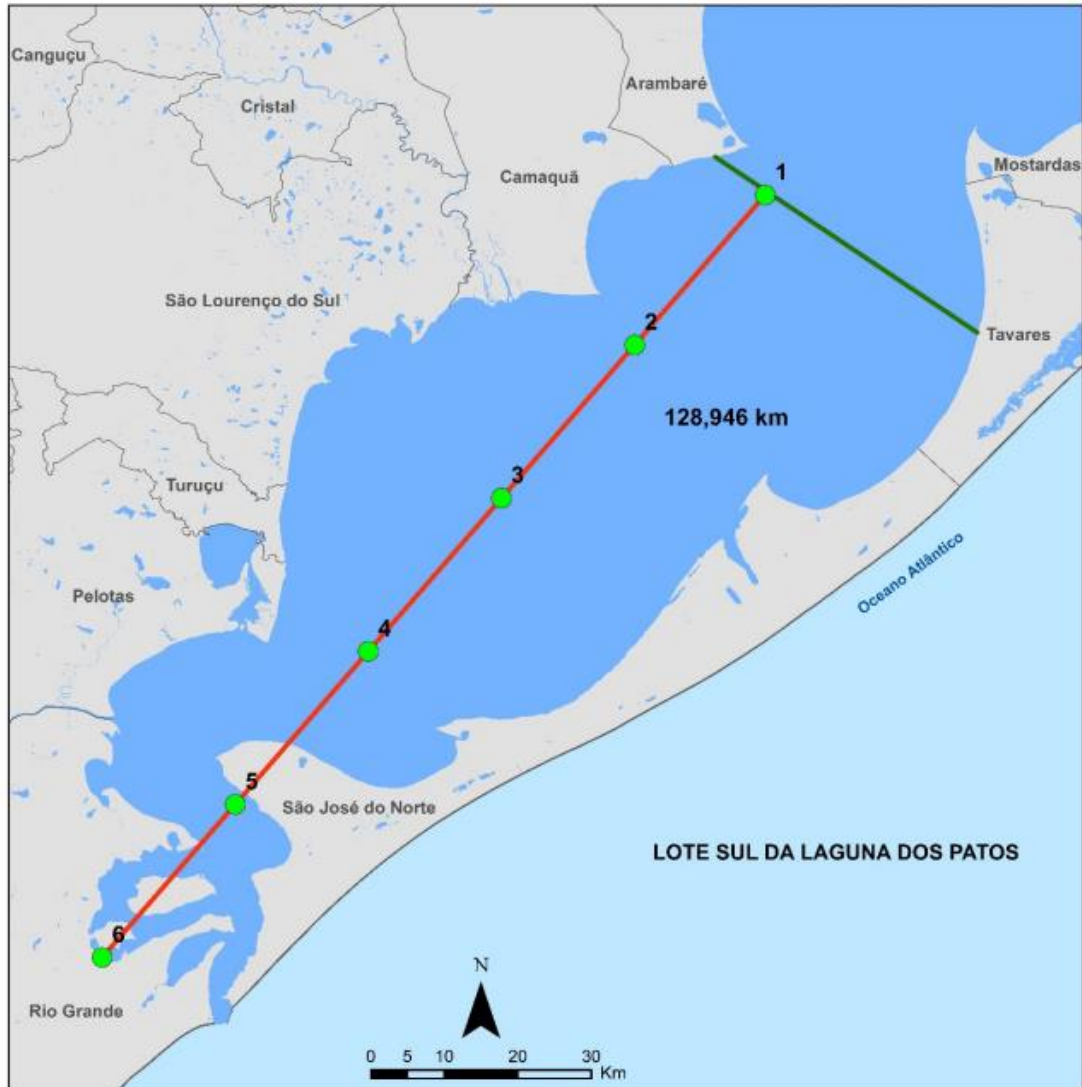 Canguçu
Arambaré
Cristal
Mostardas
1
Camaquã
São Lourenço do Sul
2
Tavares
128,946 km
3
Turuçu
Oceano Atlântico
Pelotas
4
5
São José do Norte
LOTE SUL DA LAGUNA DOS PATOS
6
N
Rio Grande
0 5 10 20 30
Km